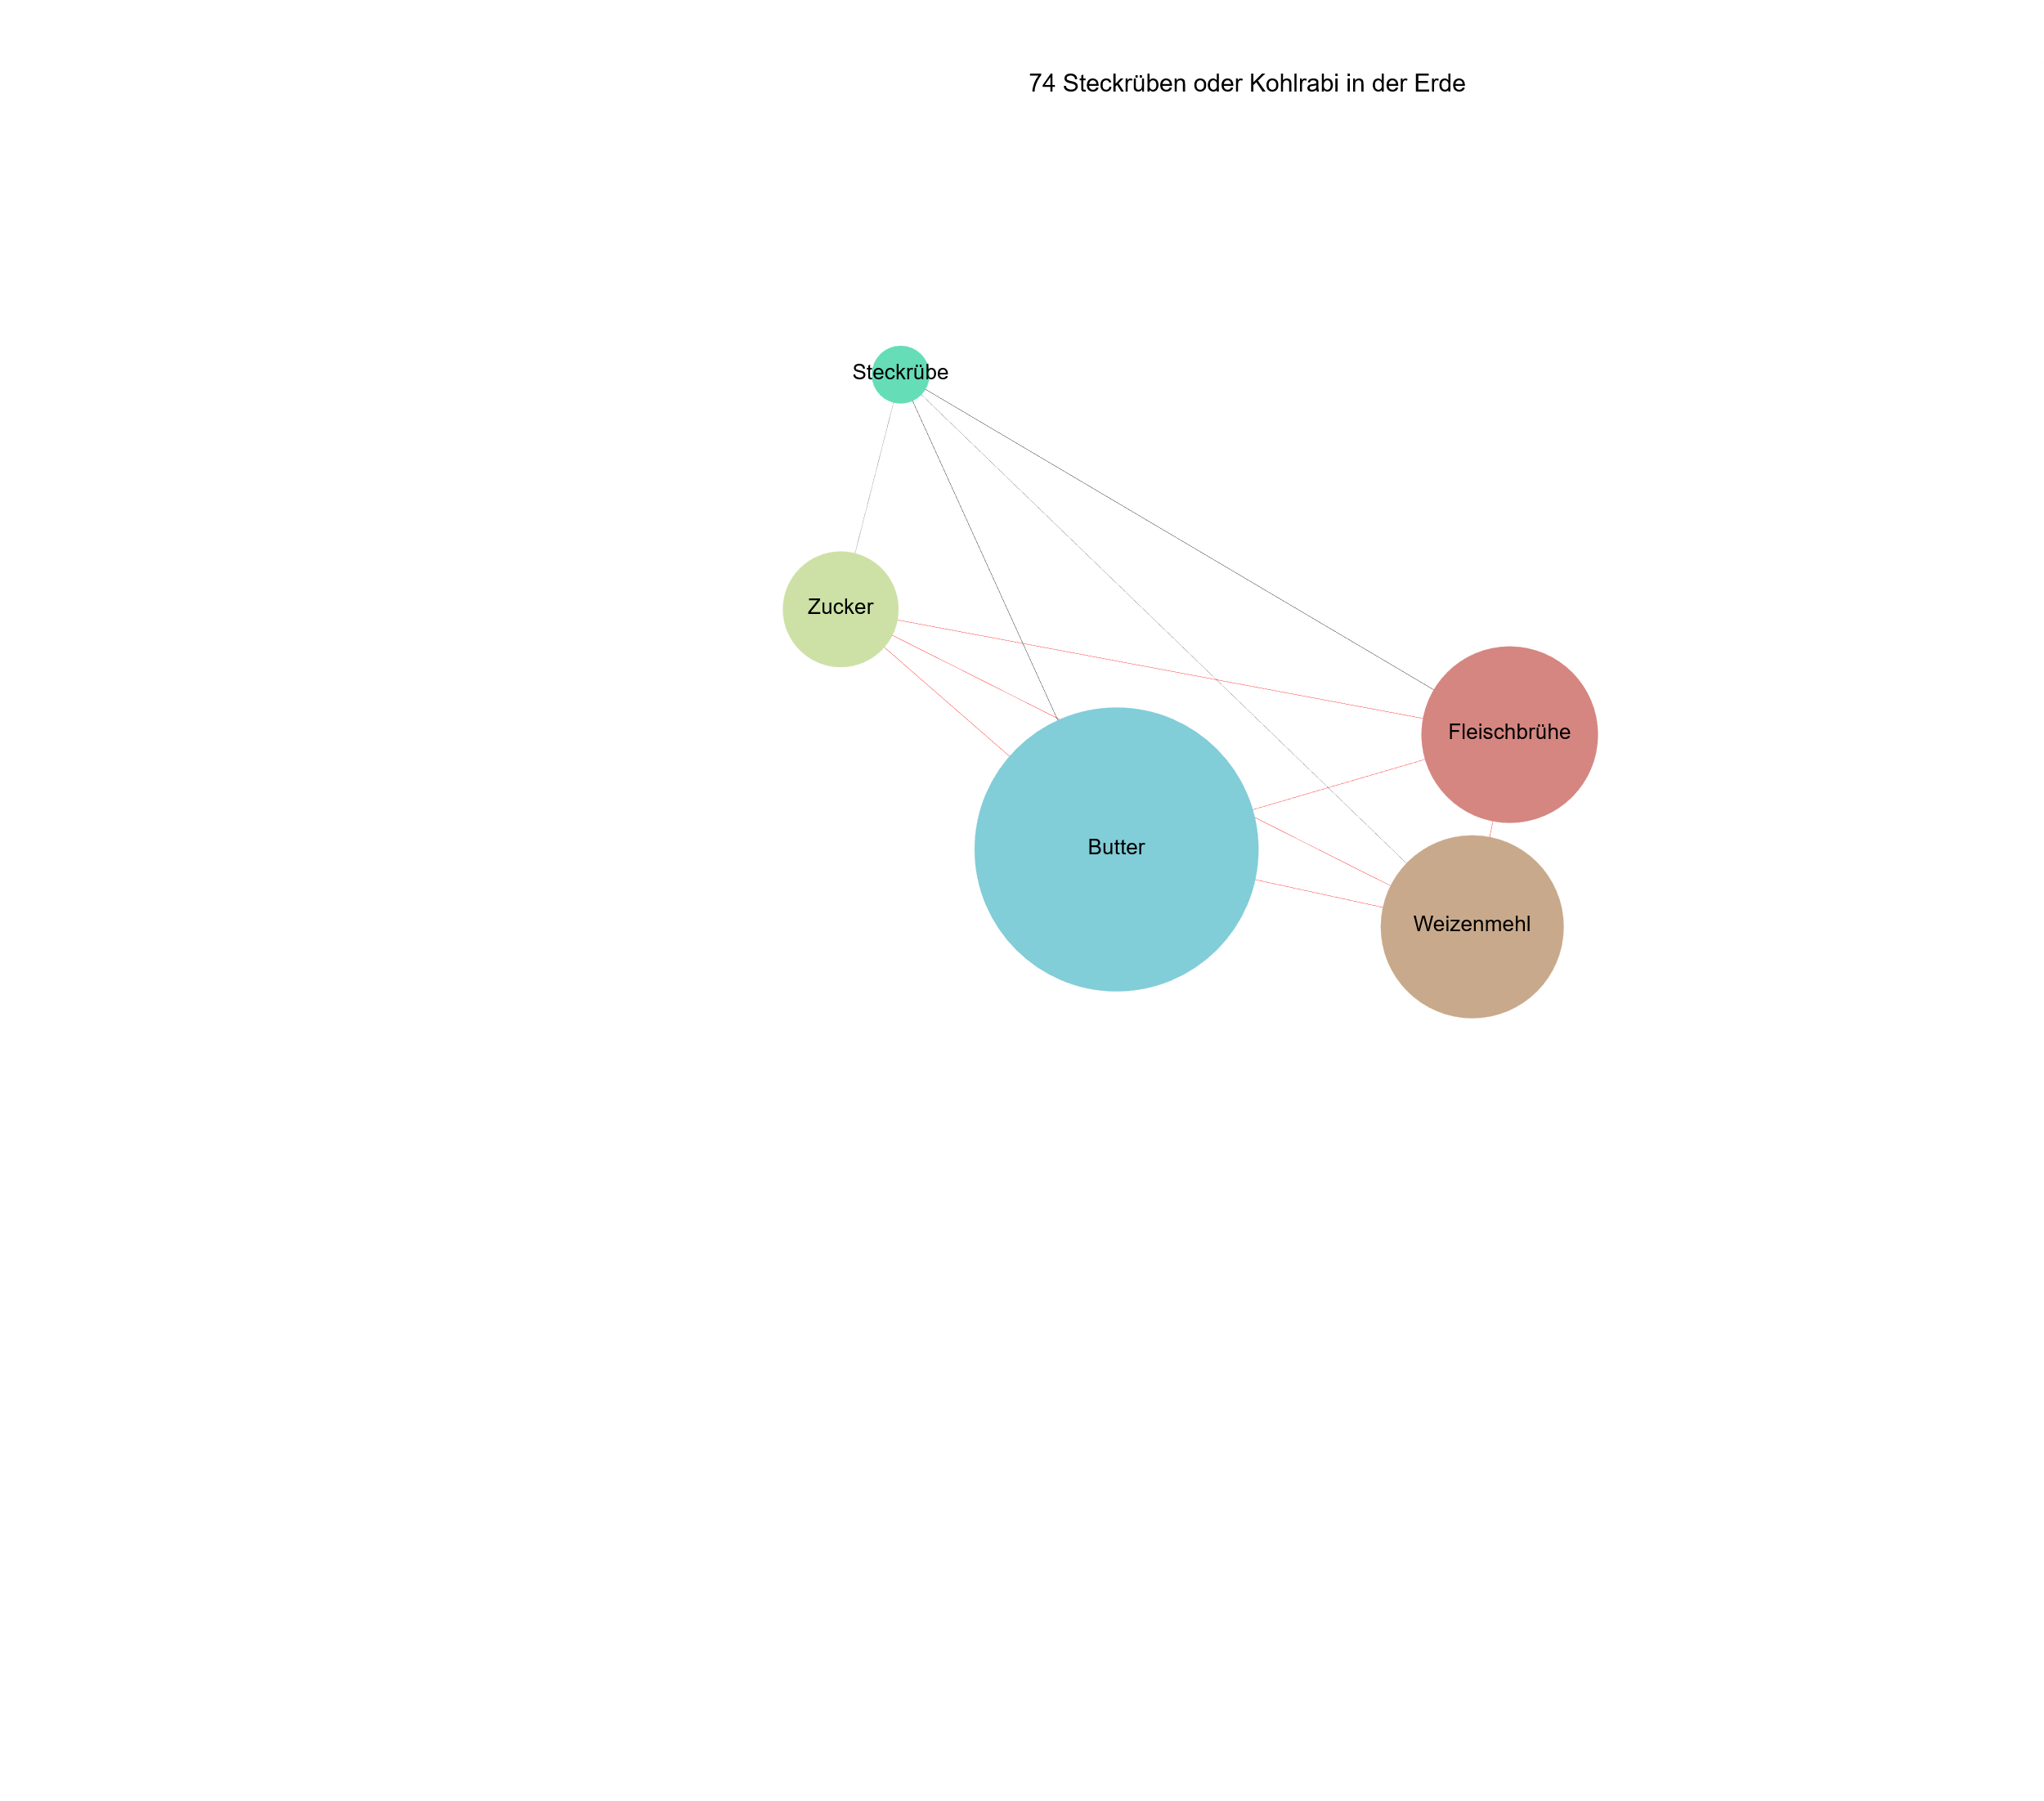 74 Steckrüben oder Kohlrabi in der Erde
Steckrübe
Zucker
Fleischbrühe
Butter
Weizenmehl